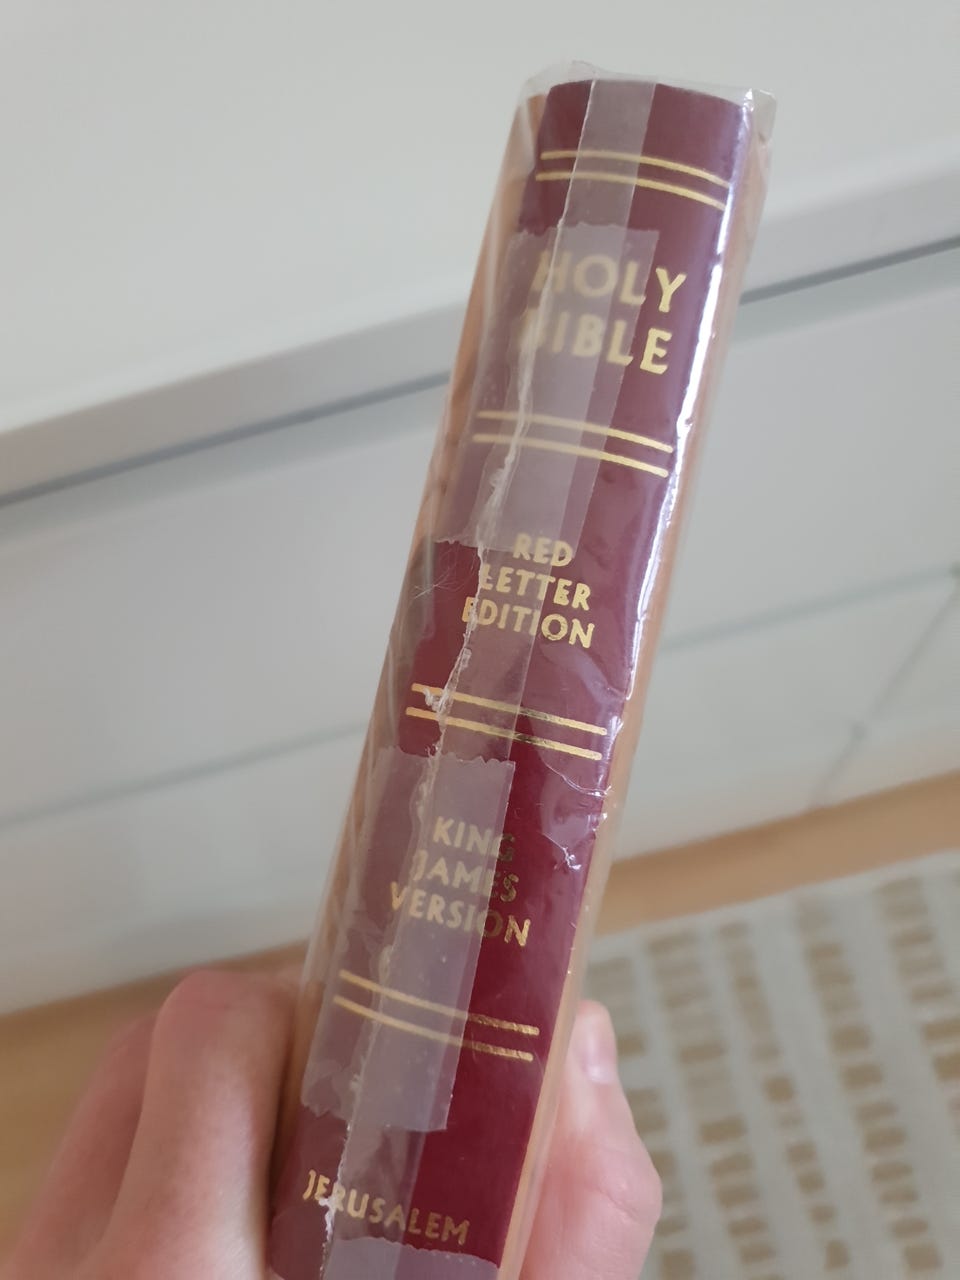 HOLY
BIBLE
RED
LETTER
EDITION
KING
JAMES
VERSION
JERUSALEM